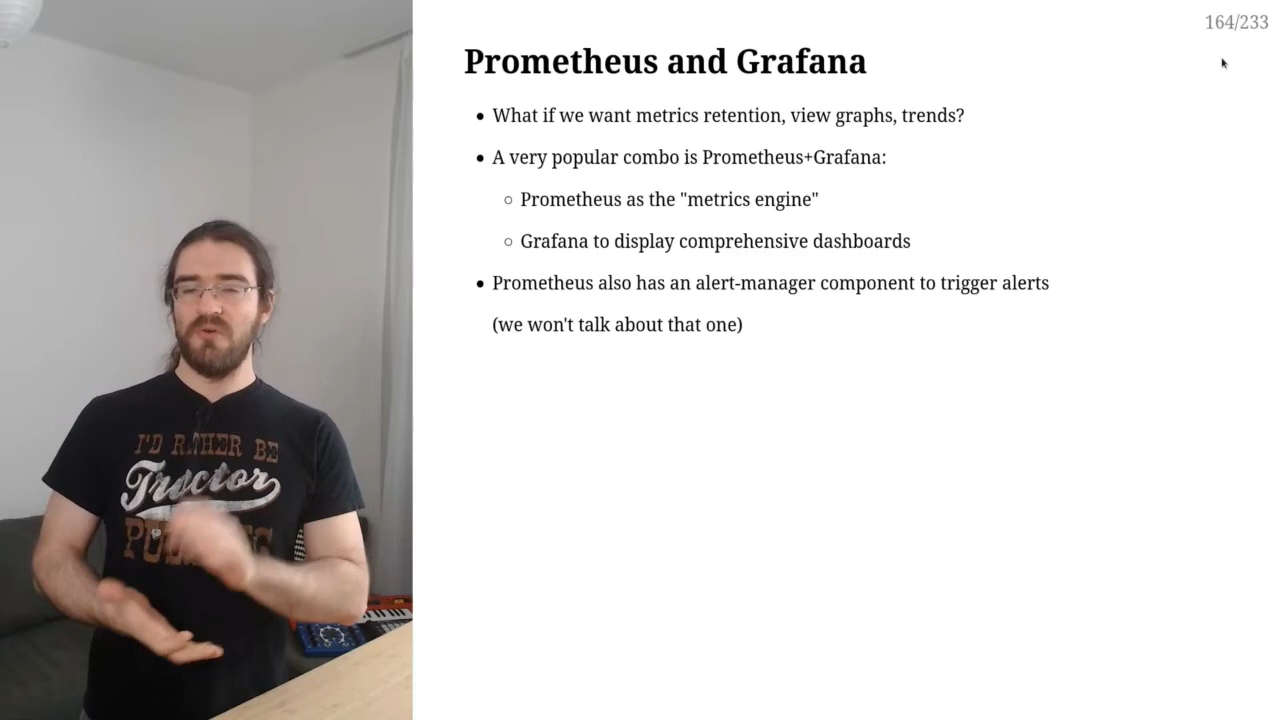 164/233
Prometheus and Grafana
• What if we want metrics retention, view graphs, trends?
• A very popular combo is Prometheus+Grafana:
○ Prometheus as the "metrics engine"
○ Grafana to display comprehensive dashboards
• Prometheus also has an alert-manager component to trigger alerts
(we won't talk about that one)
I'D RATHER BE
Tractor